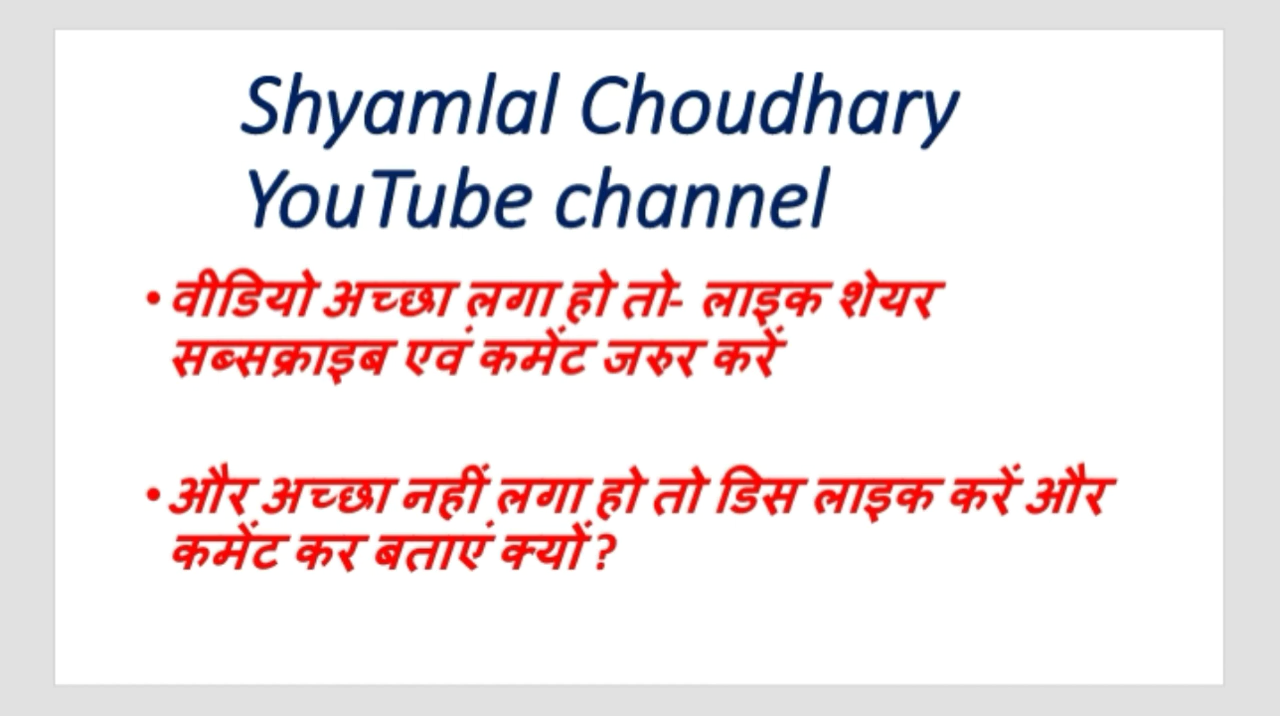 Shyamlal Choudhary
YouTube channel
• वीडियो अच्छा लगा हो तो- लाइक शेयर
सब्सक्राइब एवं कमेंट जरुर करें
• और अच्छा नहीं लगा हो तो डिस लाइक करें और
कमेंट कर बताएं क्यों ?